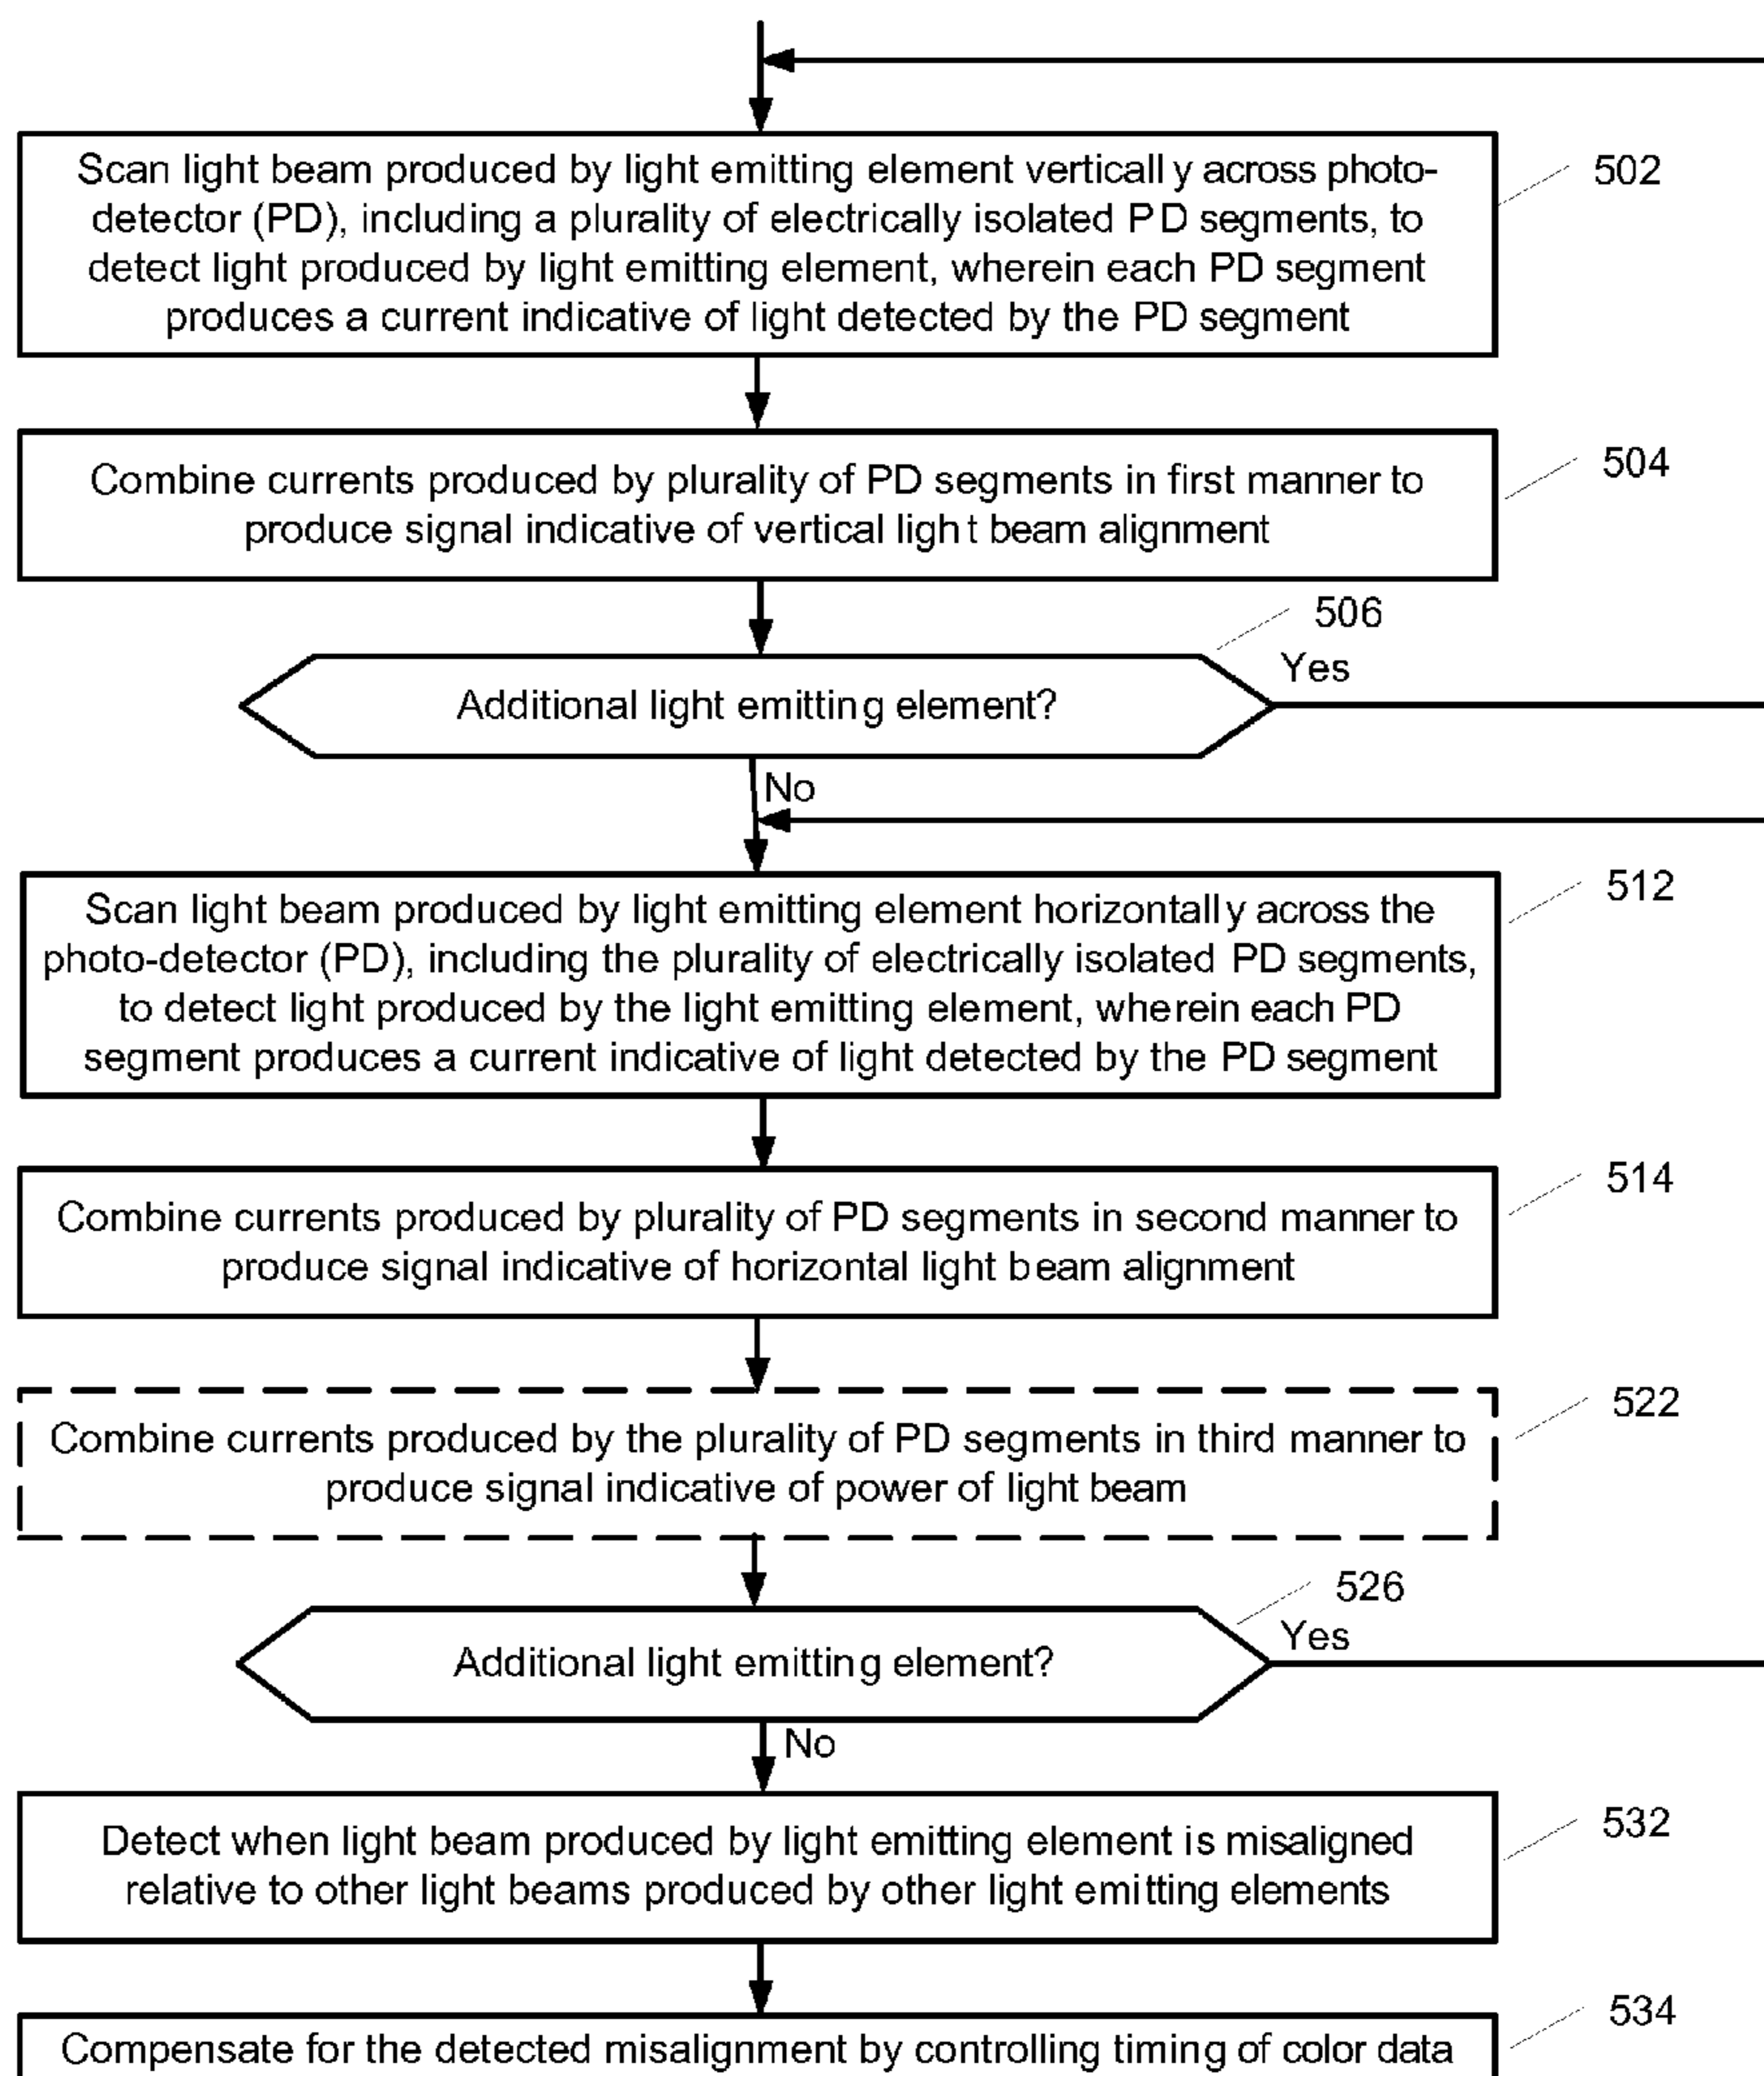 Scan light beam produced by light emitting element vertically across photo-
detector (PD), including a plurality of electrically isolated PD segments, to
detect light produced by light emitting element, wherein each PD segment
produces a current indicative of light detected by the PD segment
502
Combine currents produced by plurality of PD segments in first manner to
produce signal indicative of vertical light beam alignment
504
506
Additional light emitting element?
Yes
No
Scan light beam produced by light emitting element horizontally across the
photo-detector (PD), including the plurality of electrically isolated PD segments,
to detect light produced by the light emitting element, wherein each PD
segment produces a current indicative of light detected by the PD segment
512
Combine currents produced by plurality of PD segments in second manner to
produce signal indicative of horizontal light beam alignment
514
Combine currents produced by the plurality of PD segments in third manner to
produce signal indicative of power of light beam
522
526
Additional light emitting element?
Yes
No
Detect when light beam produced by light emitting element is misaligned
relative to other light beams produced by other light emitting elements
532
Compensate for the detected misalignment by controlling timing of color data
534